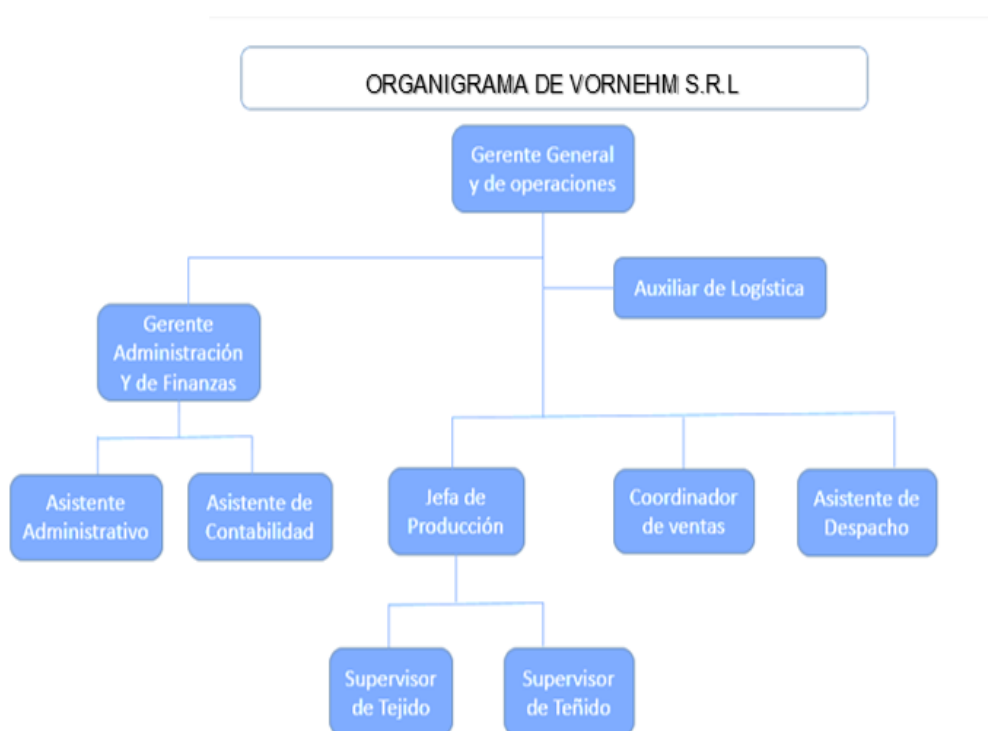 ORGANIGRAMA DE VORNEHM S.R.L
Gerente General
y de operaciones
Auxiliar de Logística
Gerente
Administración
Y de Finanzas
Asistente
Administrativo
Asistente de
Contabilidad
Jefa de
Producción
Coordinador
de ventas
Asistente de
Despacho
Supervisor
de Tejido
Supervisor
de Teñido